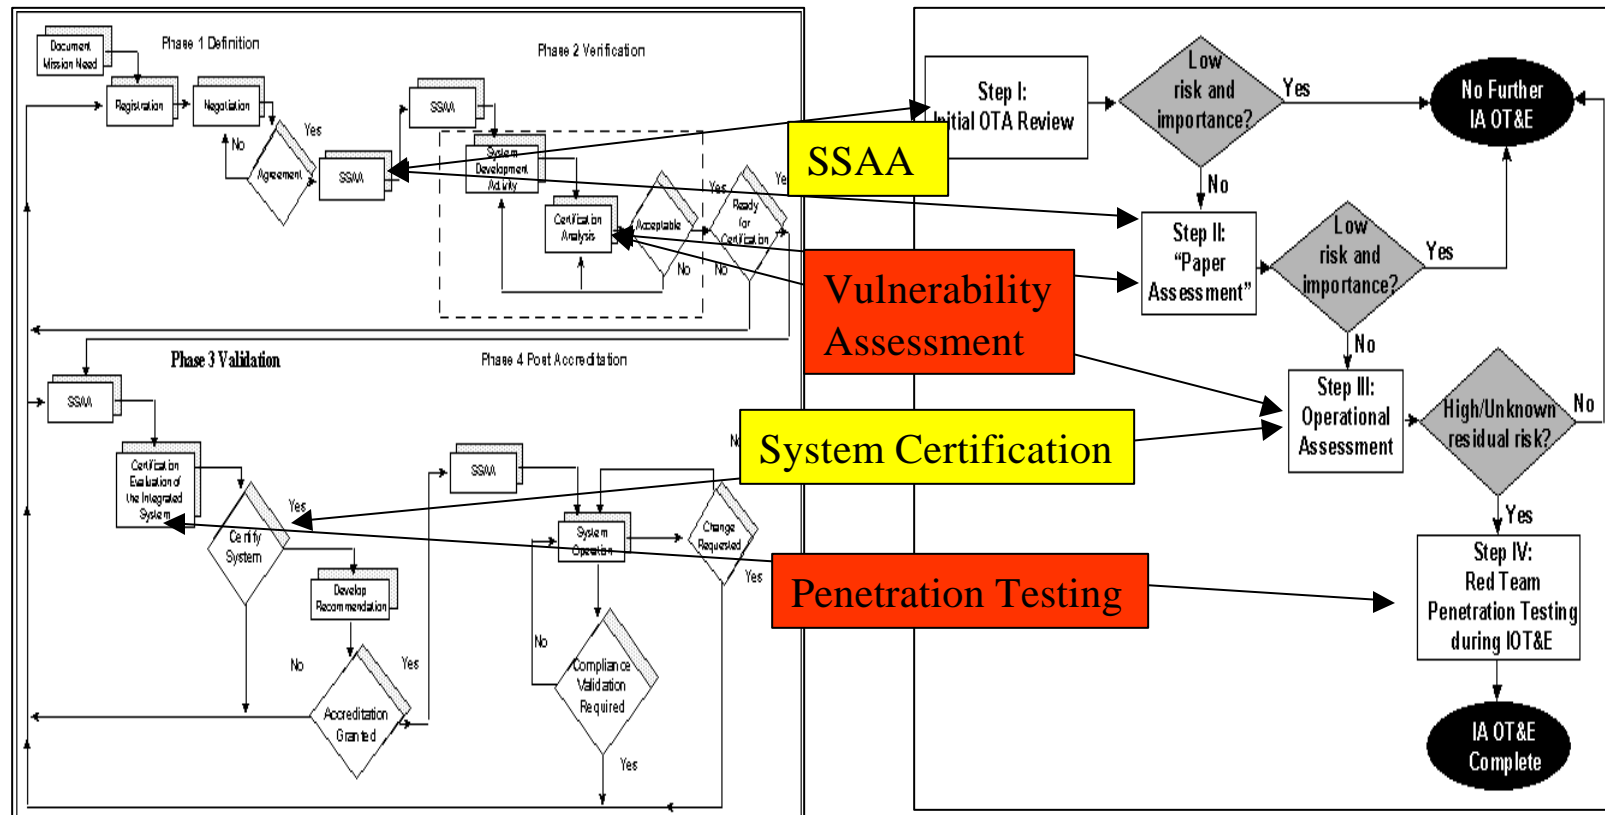 Phase 1 Definition
Document
Mission Need
Registration
Negotiation
Yes
No
Agreement
SSAA
Phase 2 Verification
SSAA
System
Development
Activity
Certification
Analysis
Acceptable
Yes
Ready
for
Certification
Ye
No
No
Phase 3 Validation
SSAA
Certification
Evaluation of
the Integrated
System
Yes
Certify
System
Develop
Recommendation
No
Yes
Accreditation
Granted
Phase 4 Post Accreditation
SSAA
System
Operation
Change
Requested
Yes
No
Compliance
Validation
Required
Yes
SSAA
Vulnerability
Assessment
System Certification
Penetration Testing
Step I:
Initial OTA Review
Low
risk and
importance?
Yes
No Further
IA OT&E
No
Step II:
“Paper
Assessment”
Low
risk and
importance?
Yes
No
Step III:
Operational
Assessment
High/Unknown
residual risk?
No
Yes
Step IV:
Red Team
Penetration Testing
during IOT&E
IA OT&E
Complete